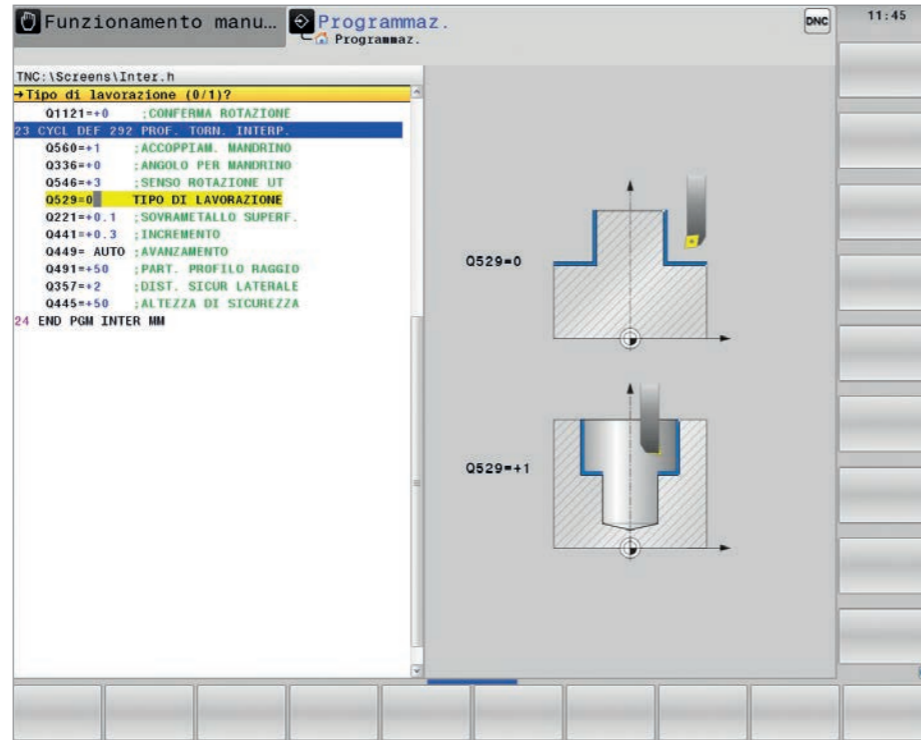 Funzionamento manu...
Programmaz.
Programmaz.
DNC
11:45
TNC:\Screens\Inter.h
→Tipo di lavorazione (0/1)?
Q1121=+0 ;CONFERMA ROTAZIONE
23 CYCL DEF 292 PROF. TORN. INTERP.
Q560=+1 ;ACCOPPIAM. MANDRINO
Q336=+0 ;ANGOLO PER MANDRINO
Q546=+3 ;SENSO ROTAZIONE UT
Q529=0 TIPO DI LAVORAZIONE
Q221=+0.1 ;SOVRAMETALLO SUPERF.
Q441=+0.3 ;INCREMENTO
Q449= AUTO ;AVANZAMENTO
Q491=+50 ;PART. PROFILO RAGGIO
Q357=+2 ;DIST. SICUR LATERALE
Q445=+50 ;ALTEZZA DI SICUREZZA
24 END PGM INTER MM
Q529=0
Q529=+1